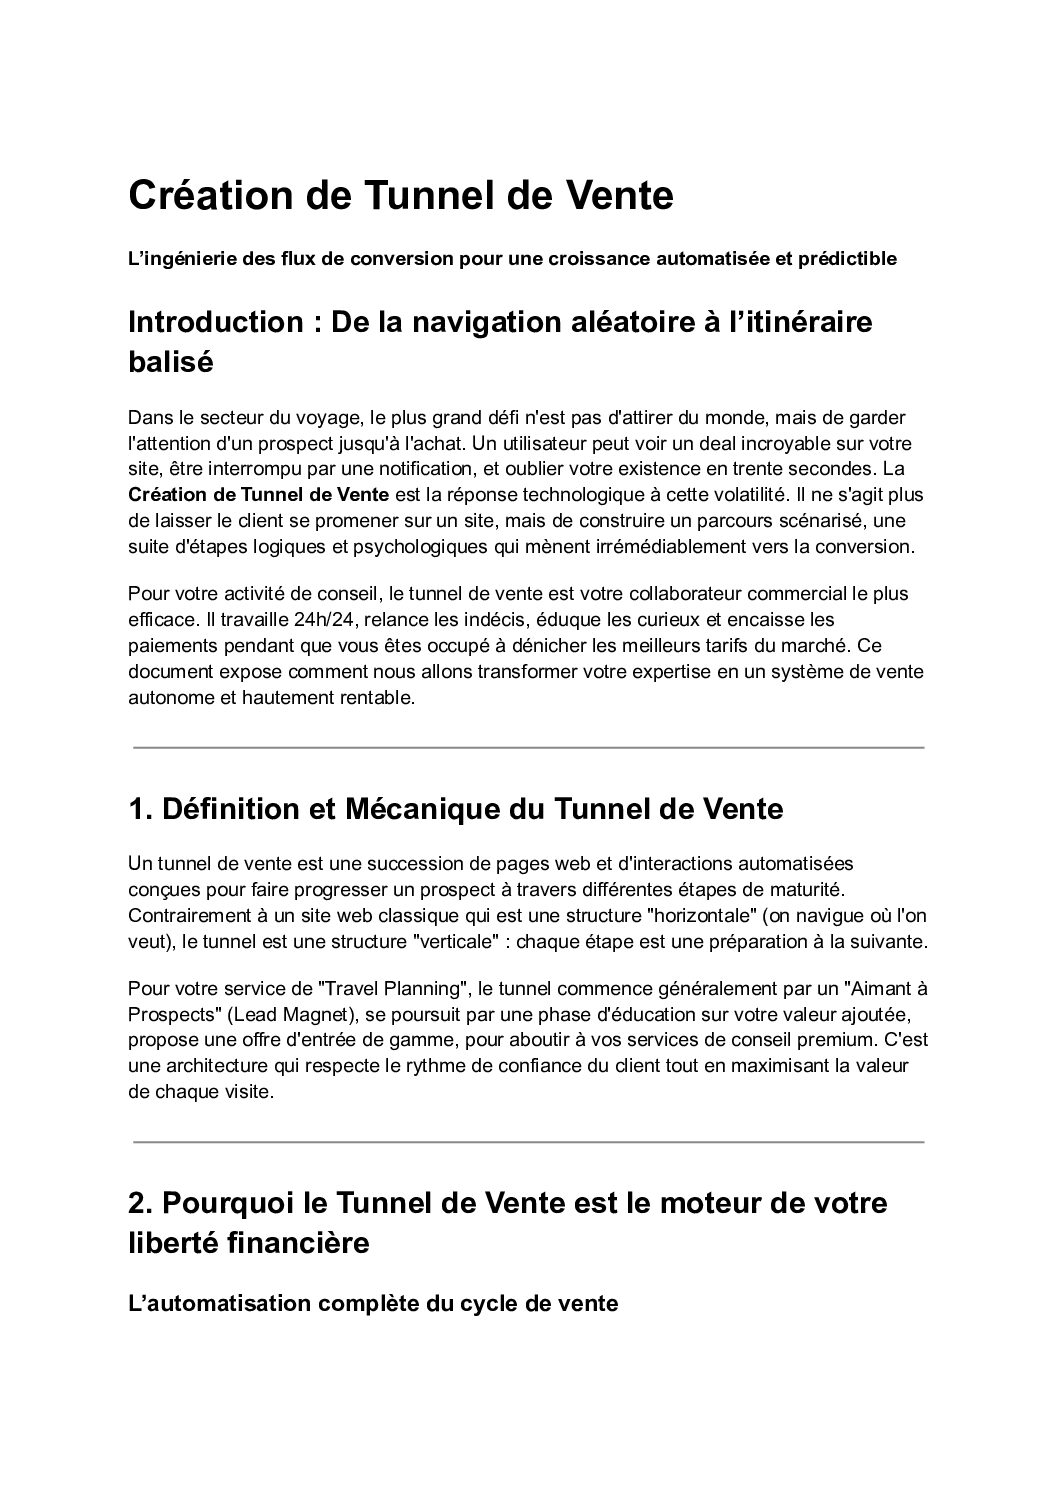 Création de Tunnel de Vente
L’ingénierie des flux de conversion pour une croissance automatisée et prédictible
Introduction : De la navigation aléatoire à l’itinéraire
balisé
Dans le secteur du voyage, le plus grand défi n'est pas d'attirer du monde, mais de garder
l'attention d'un prospect jusqu'à l'achat. Un utilisateur peut voir un deal incroyable sur votre
site, être interrompu par une notification, et oublier votre existence en trente secondes. La
Création de Tunnel de Vente est la réponse technologique à cette volatilité. Il ne s'agit plus
de laisser le client se promener sur un site, mais de construire un parcours scénarisé, une
suite d'étapes logiques et psychologiques qui mènent irrémédiablement vers la conversion.
Pour votre activité de conseil, le tunnel de vente est votre collaborateur commercial le plus
efficace. Il travaille 24h/24, relance les indécis, éduque les curieux et encaisse les
paiements pendant que vous êtes occupé à dénicher les meilleurs tarifs du marché. Ce
document expose comment nous allons transformer votre expertise en un système de vente
autonome et hautement rentable.
1. Définition et Mécanique du Tunnel de Vente
Un tunnel de vente est une succession de pages web et d'interactions automatisées
conçues pour faire progresser un prospect à travers différentes étapes de maturité.
Contrairement à un site web classique qui est une structure "horizontale" (on navigue où l'on
veut), le tunnel est une structure "verticale" : chaque étape est une préparation à la suivante.
Pour votre service de "Travel Planning", le tunnel commence généralement par un "Aimant à
Prospects" (Lead Magnet), se poursuit par une phase d'éducation sur votre valeur ajoutée,
propose une offre d'entrée de gamme, pour aboutir à vos services de conseil premium. C'est
une architecture qui respecte le rythme de confiance du client tout en maximisant la valeur
de chaque visite.
2. Pourquoi le Tunnel de Vente est le moteur de votre
liberté financière
L’automatisation complète du cycle de vente